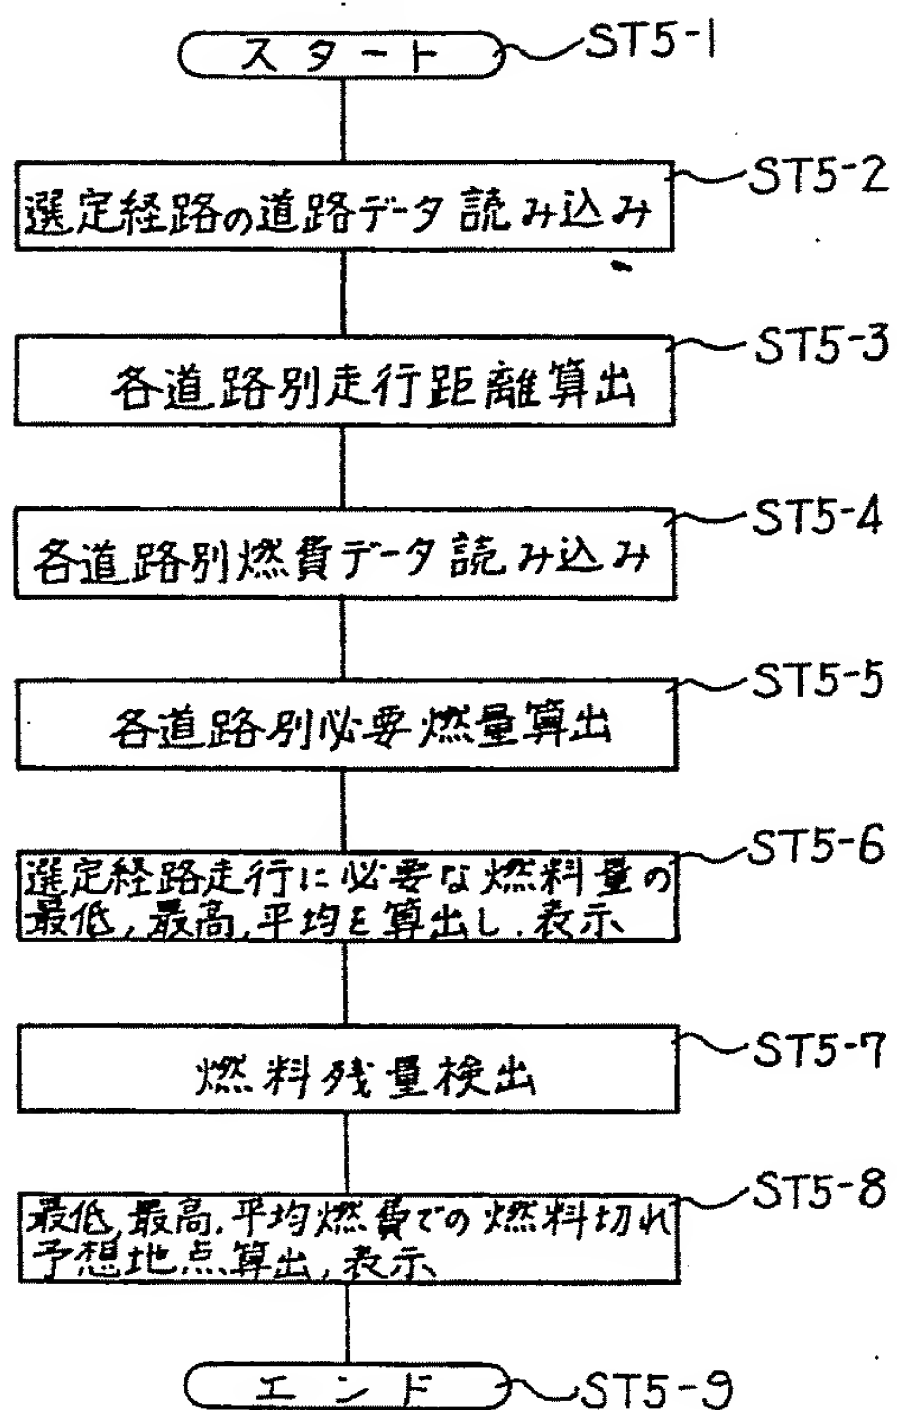 スタート
ST5-1
ST5-2
選定経路の道路データ読み込み
ST5-3
各道路別走行距離算出
ST5-4
各道路別燃費データ読み込み
ST5-5
各道路別必要燃量算出
ST5-6
選定経路走行に必要な燃料量の
最低,最高,平均を算出し,表示
ST5-7
燃料残量検出
ST5-8
最低,最高,平均燃費での燃料切れ
予想地点算出,表示
エンド
ST5-9